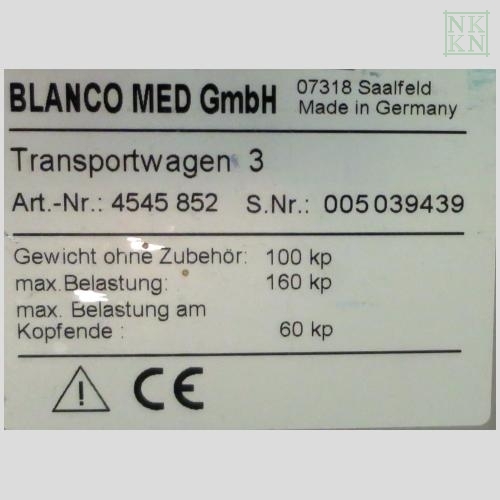 NK
KN
BLANCO MED GmbH 07318 Saalfeld
Made in Germany
Transportwagen 3
Art.-Nr.: 4545 852 S.Nr.: 005039439
Gewicht ohne Zubehör: 100 kp
max.Belastung: 160 kp
max. Belastung am
Kopfende : 60 kp
CE